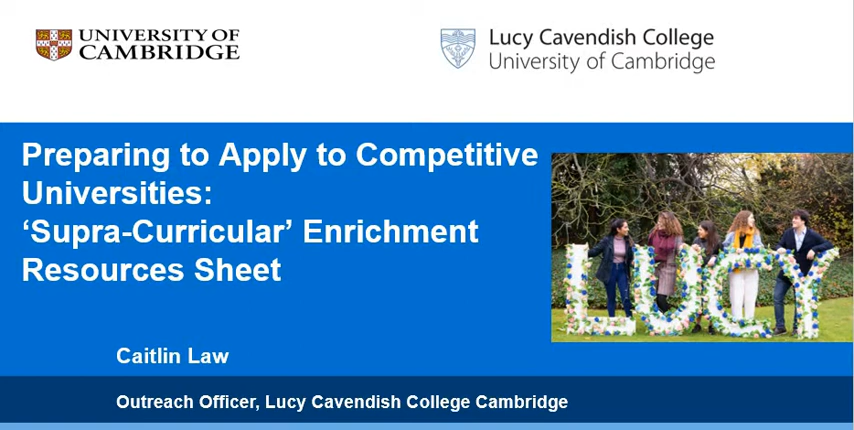 UNIVERSITY OF
CAMBRIDGE
Lucy Cavendish College
University of Cambridge
Preparing to Apply to Competitive
Universities:
‘Supra-Curricular’ Enrichment
Resources Sheet
LUCY
Caitlin Law
Outreach Officer, Lucy Cavendish College Cambridge